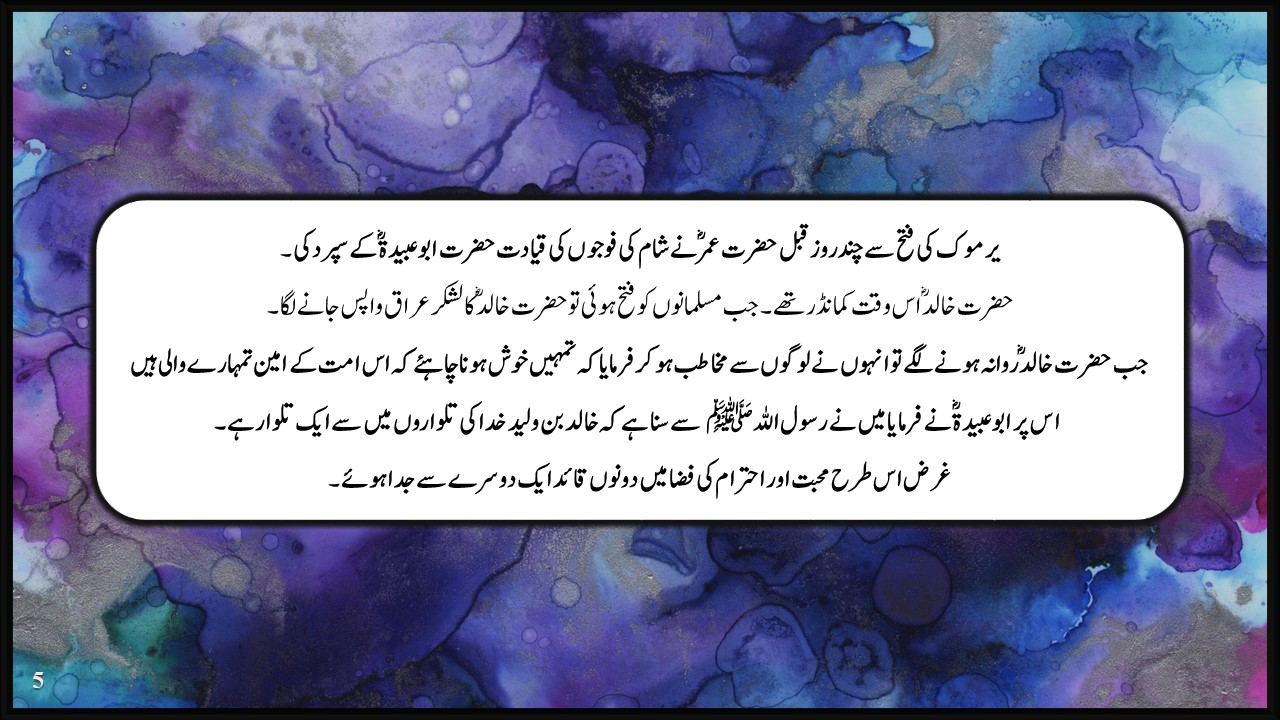 یرموک کی فتح سے چند روز قبل حضرت عمرؓ نے شام کی فوجوں کی قیادت حضرت ابو عبیدۃؓ کے سپرد کی۔
حضرت خالدؓ اس وقت کمانڈر تھے۔ جب مسلمانوں کو فتح ہوئی تو حضرت خالدؓ کا لشکر عراق واپس جانے لگا۔
جب حضرت خالدؓ روانہ ہونے لگے تو انہوں نے لوگوں سے مخاطب ہو کر فرمایا کہ تمہیں خوش ہونا چاہئے کہ اس امت کے امین تمہارے والی ہیں
اس پر ابو عبیدۃؓ نے فرمایا میں نے رسول اللہ ﷺ سے سنا ہے کہ خالد بن ولید خدا کی تلواروں میں سے ایک تلوار ہے۔
غرض اس طرح محبت اور احترام کی فضا میں دونوں قائد ایک دوسرے سے جدا ہوئے۔
5